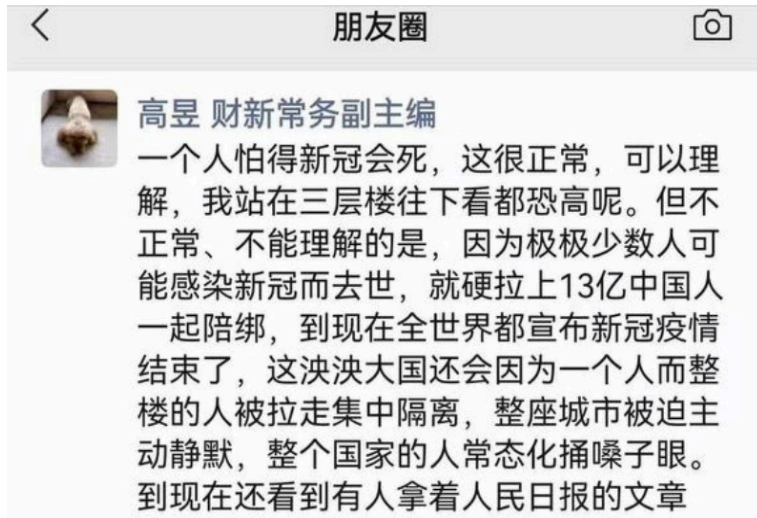 朋友圈
高昱 财新常务副主编
一个人怕得新冠会死，这很正常，可以理
解，我站在三层楼往下看都恐高呢。但不
正常、不能理解的是，因为极极少数人可
能感染新冠而去世，就硬拉上13亿中国人
一起陪绑，到现在全世界都宣布新冠疫情
结束了，这泱泱大国还会因为一个人而整
楼的人被拉走集中隔离，整座城市被迫主
动静默，整个国家的人常态化捅嗓子眼。
到现在还看到有人拿着人民日报的文章